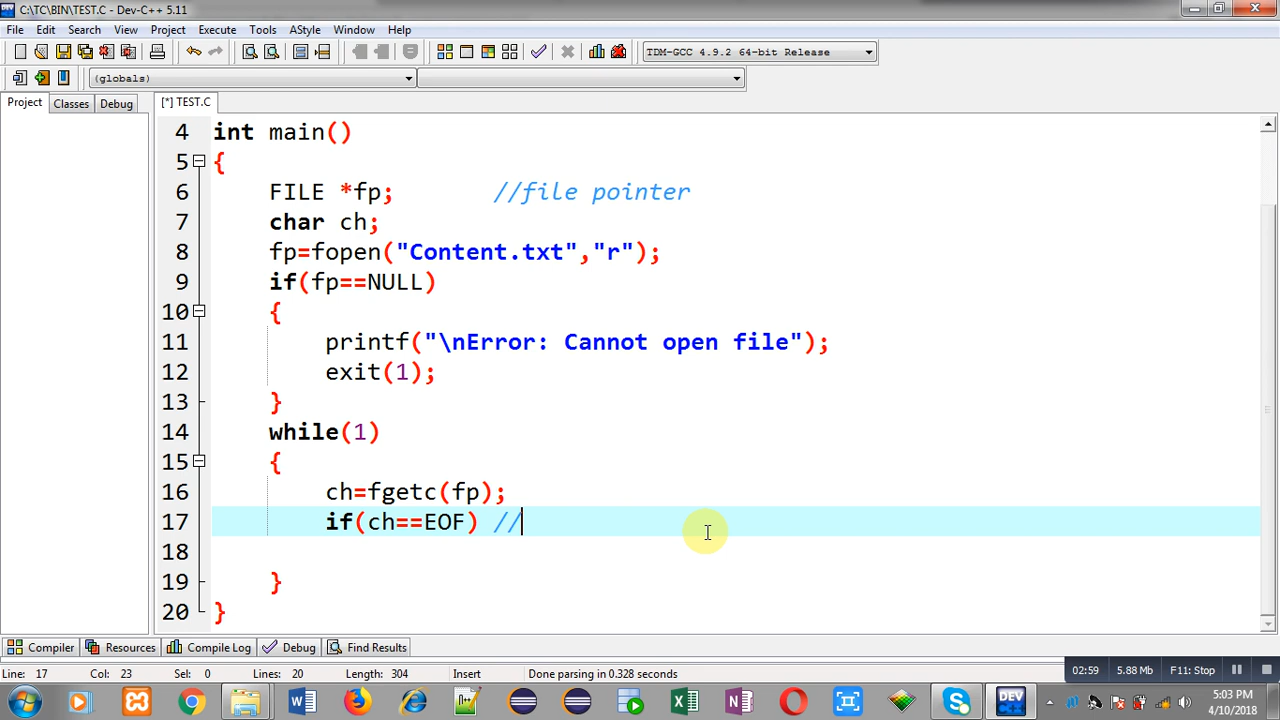 C:\TC\BIN\TEST.C - Dev-C++ 5.11
File Edit Search View Project Execute Tools AStyle Window Help
TDM-GCC 4.9.2 64-bit Release
(globals)
Project Classes Debug
[*] TEST.C
4 int main()
5 {
6 FILE *fp; //file pointer
7 char ch;
8 fp=fopen("Content.txt","r");
9 if(fp==NULL)
10 {
11 printf("\nError: Cannot open file");
12 exit(1);
13 }
14 while(1)
15 {
16 ch=fgetc(fp);
17 if(ch==EOF) //
18
19 }
20 }
Compiler Resources Compile Log Debug Find Results
Line: 17 Col: 23 Sel: 0 Lines: 20 Length: 304 Insert Done parsing in 0.328 seconds
02:59 5.88 Mb F11: Stop
DEV
5:03 PM
4/10/2018